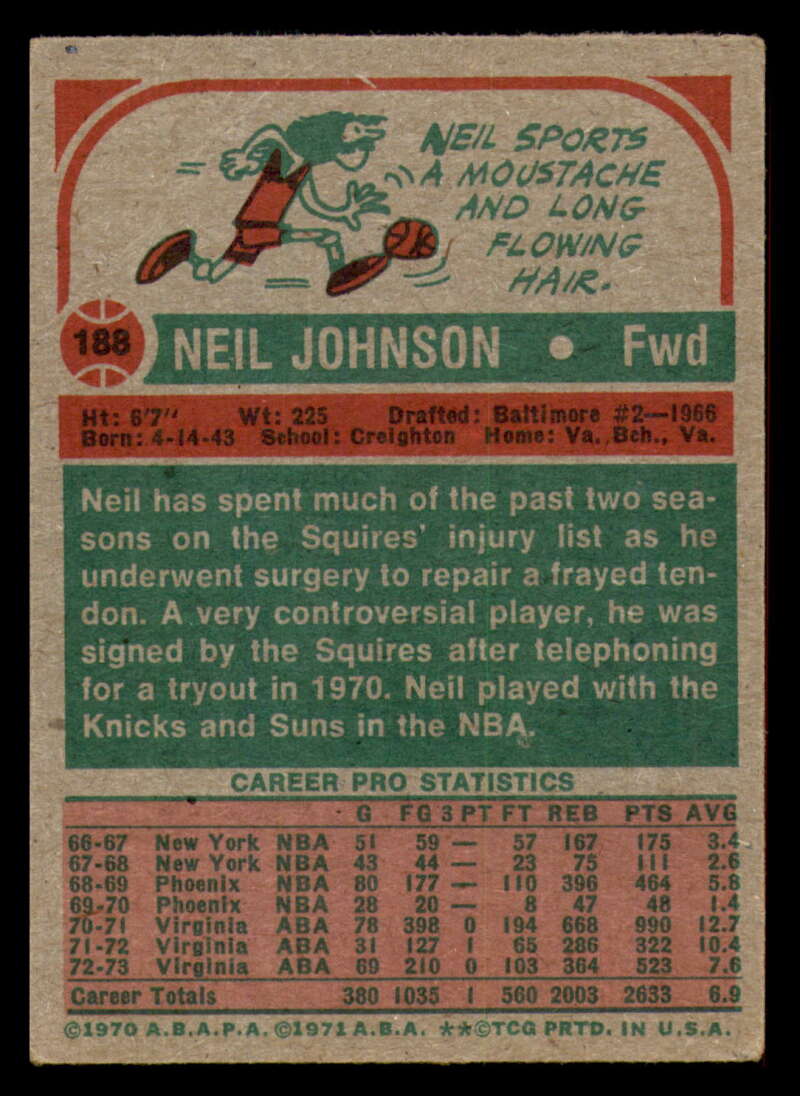 NEIL SPORTS
A MOUSTACHE
AND LONG
FLOWING
HAIR.
188 NEIL JOHNSON • Fwd
Ht: 6'7" Wt: 225 Drafted: Baltimore #2—1966
Born: 4-14-43 School: Creighton Home: Va. Bch., Va.
Neil has spent much of the past two sea-
sons on the Squires' injury list as he
underwent surgery to repair a frayed ten-
don. A very controversial player, he was
signed by the Squires after telephoning
for a tryout in 1970. Neil played with the
Knicks and Suns in the NBA.
CAREER PRO STATISTICS
G FG 3 PT FT REB PTS AVG
66-67 New York NBA 51 59 — 57 167 175 3.4
67-68 New York NBA 43 44 — 23 75 111 2.6
68-69 Phoenix NBA 80 177 — 110 396 464 5.8
69-70 Phoenix NBA 28 20 — 8 47 48 1.4
70-71 Virginia ABA 78 398 0 194 668 990 12.7
71-72 Virginia ABA 31 127 1 65 286 322 10.4
72-73 Virginia ABA 69 210 0 103 364 523 7.6
Career Totals 380 1035 1 560 2003 2633 6.9
©1970 A.B.A.P.A. ©1971 A.B.A. **©TCG PRTD. IN U.S.A.